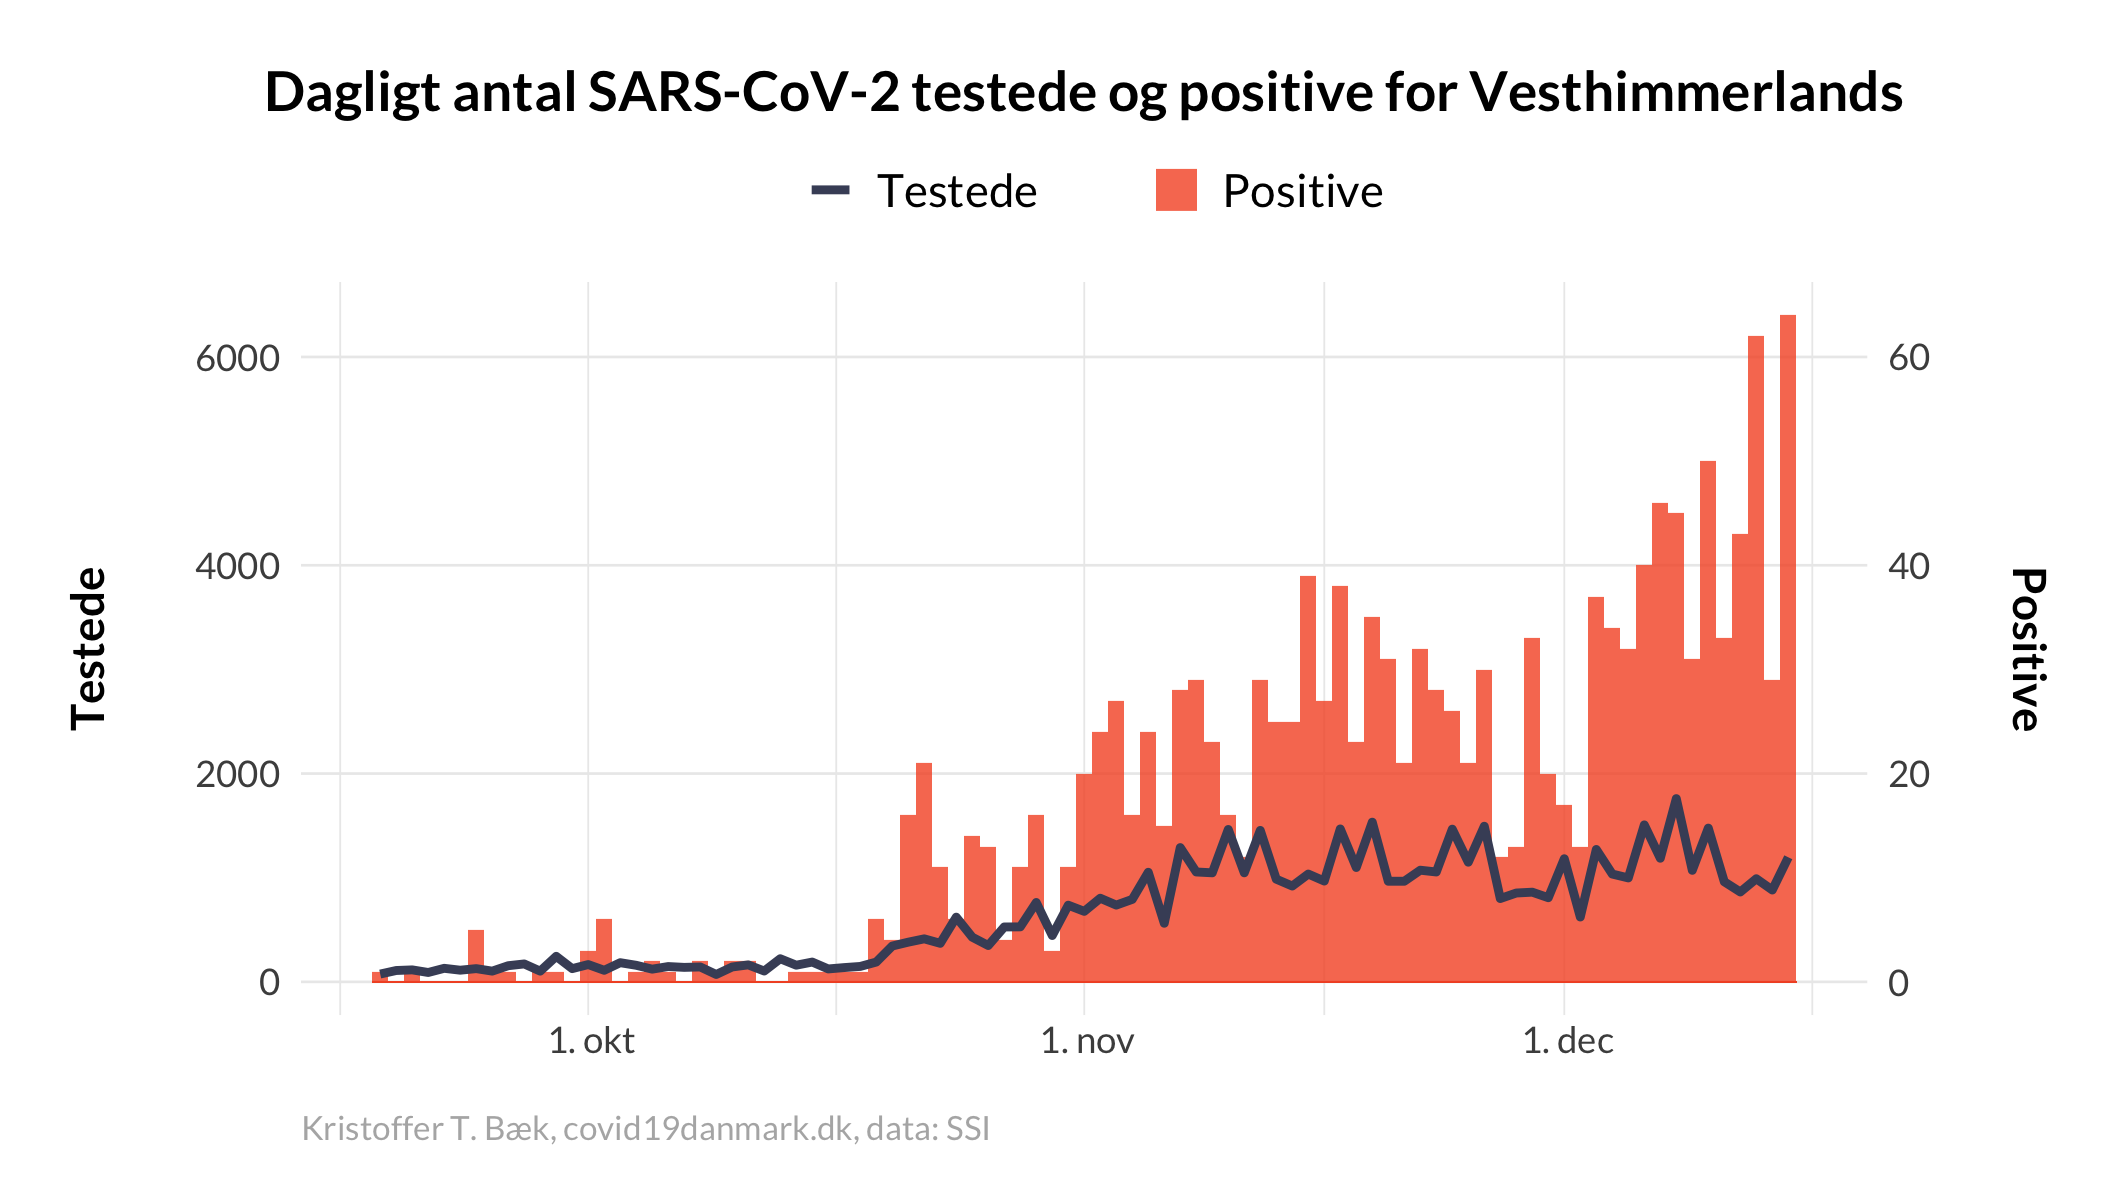 Dagligt antal SARS-CoV-2 testede og positive for Vesthimmerlands
Testede
Positive
6000
4000
2000
0
60
40
20
0
Testede
Positive
1. okt
1. nov
1. dec
Kristoffer T. Bæk, covid19danmark.dk, data: SSI